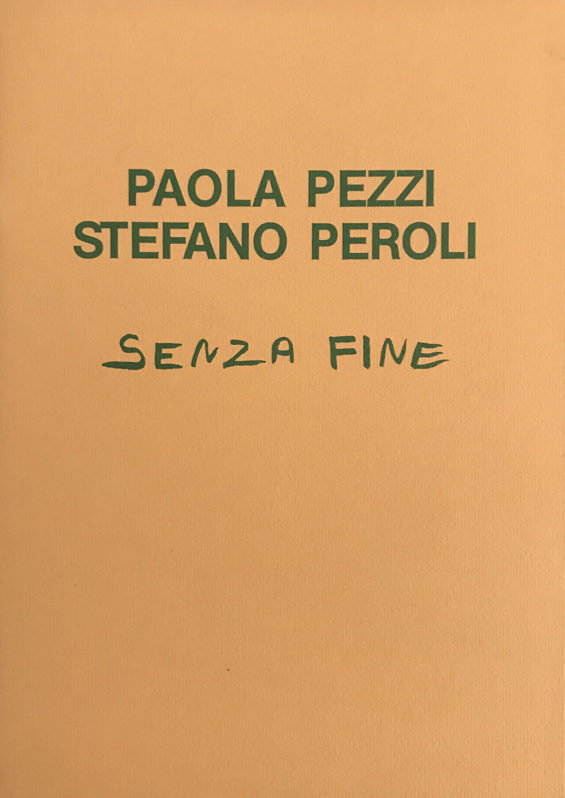 PAOLA PEZZI
STEFANO PEROLI
SENZA FINE